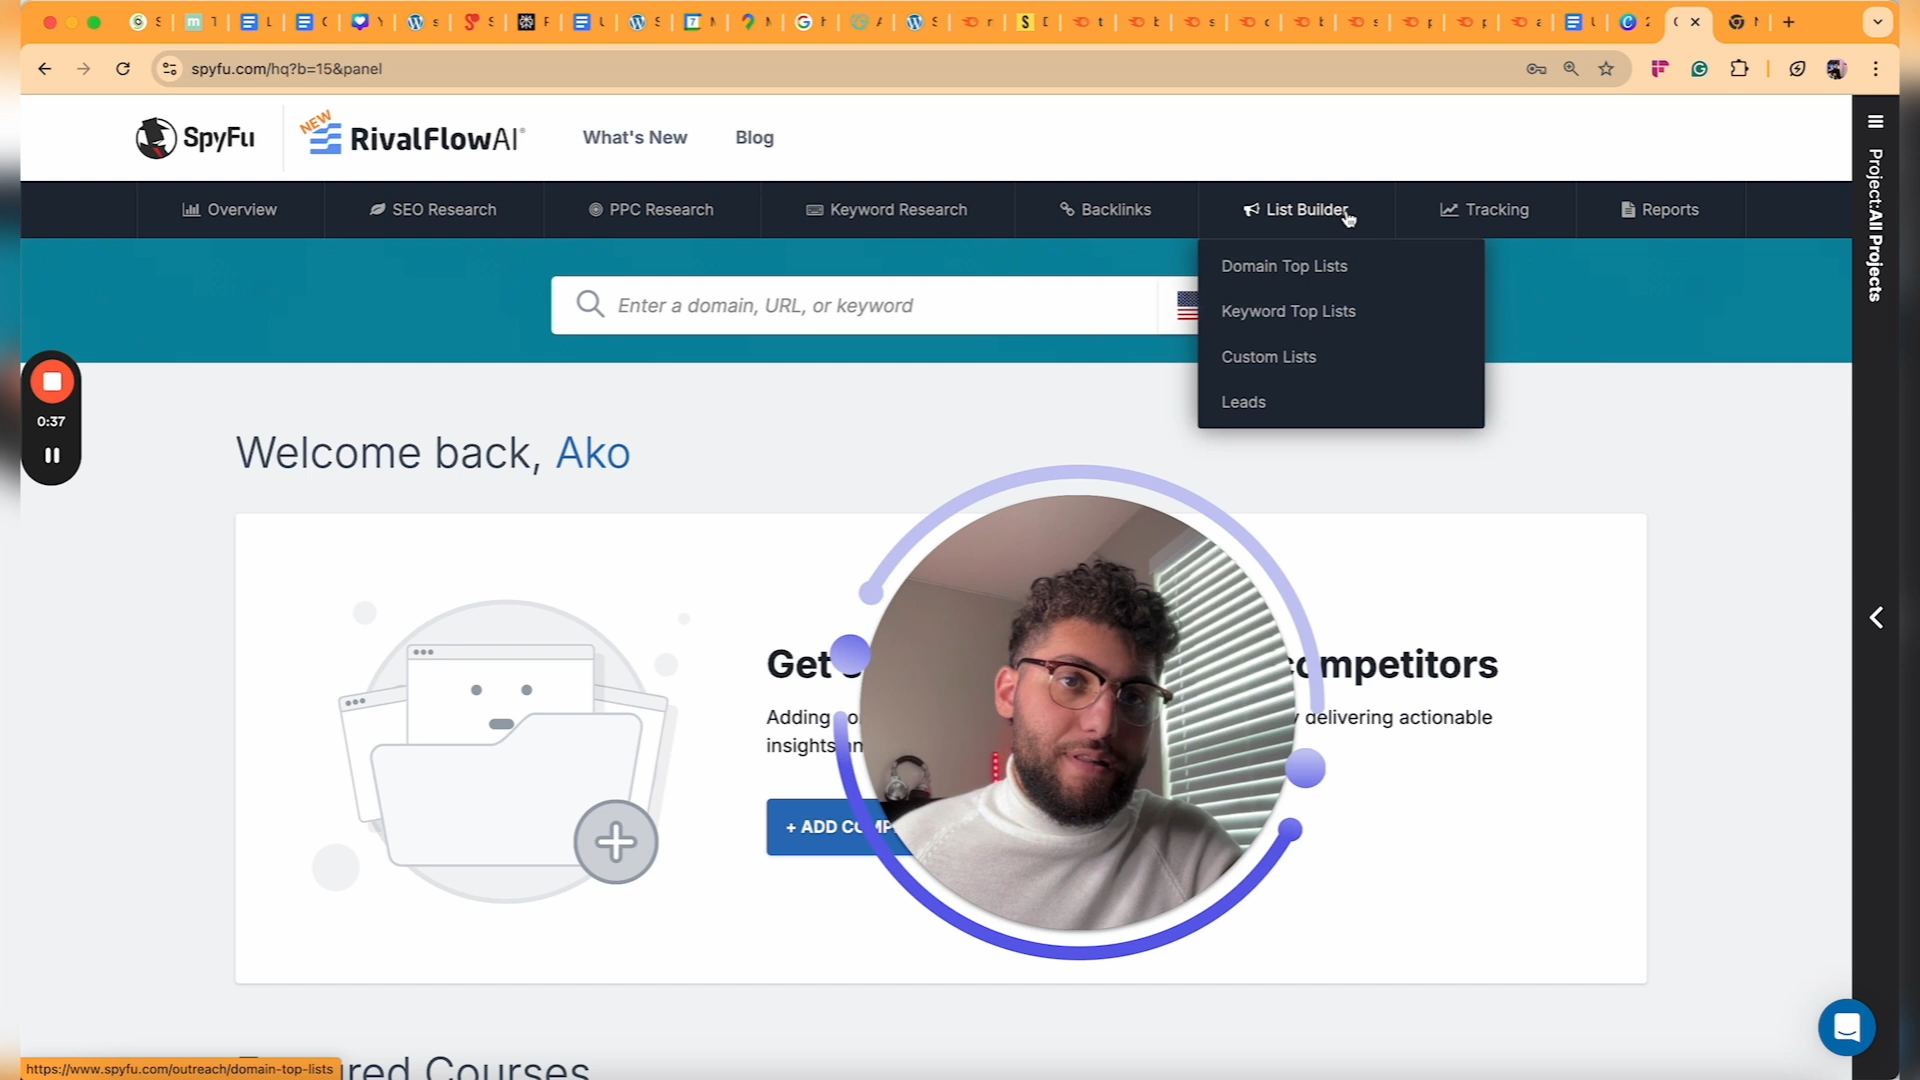 spyfu.com/hq?b=15&panel
SpyFu
NEW
RivalFlowAI
What's New
Blog
Overview
SEO Research
PPC Research
Keyword Research
Backlinks
List Builder
Tracking
Reports
Project:All Projects
Enter a domain, URL, or keyword
Domain Top Lists
Keyword Top Lists
Custom Lists
Leads
0:37
Welcome back, Ako
Get
competitors
Adding
delivering actionable
insights
+ ADD COMP
Courses
https://www.spyfu.com/outreach/domain-top-lists